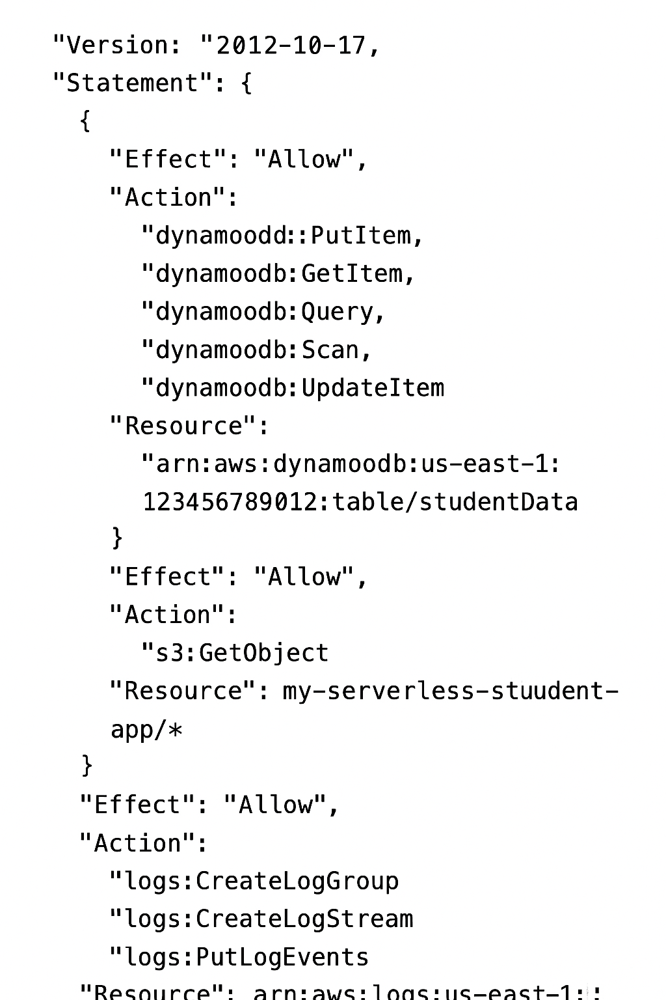 "Version: "2012-10-17,
"Statement": {
{
"Effect": "Allow",
"Action":
"dynamoodd::PutItem,
"dynamoodb:GetItem,
"dynamoodb:Query,
"dynamoodb:Scan,
"dynamoodb:UpdateItem
"Resource":
"arn:aws:dynamoodb:us-east-1:
123456789012:table/studentData
}
"Effect": "Allow",
"Action":
"s3:GetObject
"Resource": my-serverless-stuudent-
app/*
}
"Effect": "Allow",
"Action":
"logs:CreateLogGroup
"logs:CreateLogStream
"logs:PutLogEvents
"Resource": arn:aws:logs:us-east-1::